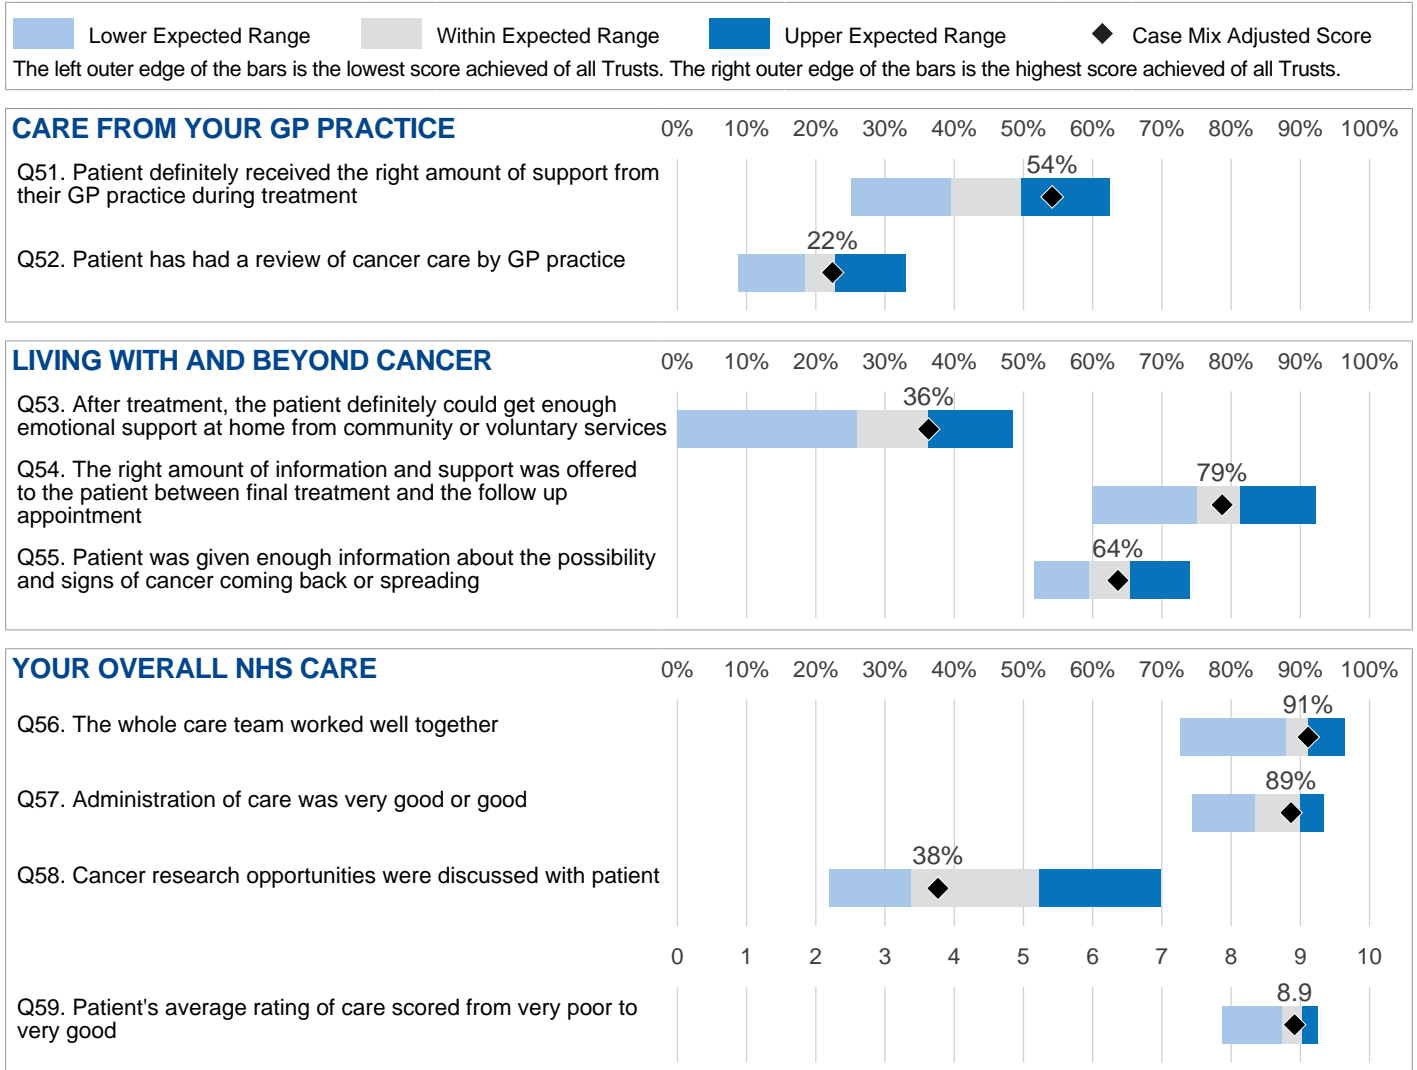 Lower Expected Range Within Expected Range Upper Expected Range Case Mix Adjusted Score
The left outer edge of the bars is the lowest score achieved of all Trusts. The right outer edge of the bars is the highest score achieved of all Trusts.
CARE FROM YOUR GP PRACTICE 0% 10% 20% 30% 40% 50% 60% 70% 80% 90% 100%
54%
Q51. Patient definitely received the right amount of support from
their GP practice during treatment
22%
Q52. Patient has had a review of cancer care by GP practice
LIVING WITH AND BEYOND CANCER 0% 10% 20% 30% 40% 50% 60% 70% 80% 90% 100%
36%
Q53. After treatment, the patient definitely could get enough
emotional support at home from community or voluntary services
Q54. The right amount of information and support was offered
79%
to the patient between final treatment and the follow up
appointment
64%
Q55. Patient was given enough information about the possibility
and signs of cancer coming back or spreading
YOUR OVERALL NHS CARE 0% 10% 20% 30% 40% 50% 60% 70% 80% 90% 100%
91%
Q56. The whole care team worked well together
89%
Q57. Administration of care was very good or good
38%
Q58. Cancer research opportunities were discussed with patient
0 1 2 3 4 5 6 7 8 9 10
8.9
Q59. Patient's average rating of care scored from very poor to
very good